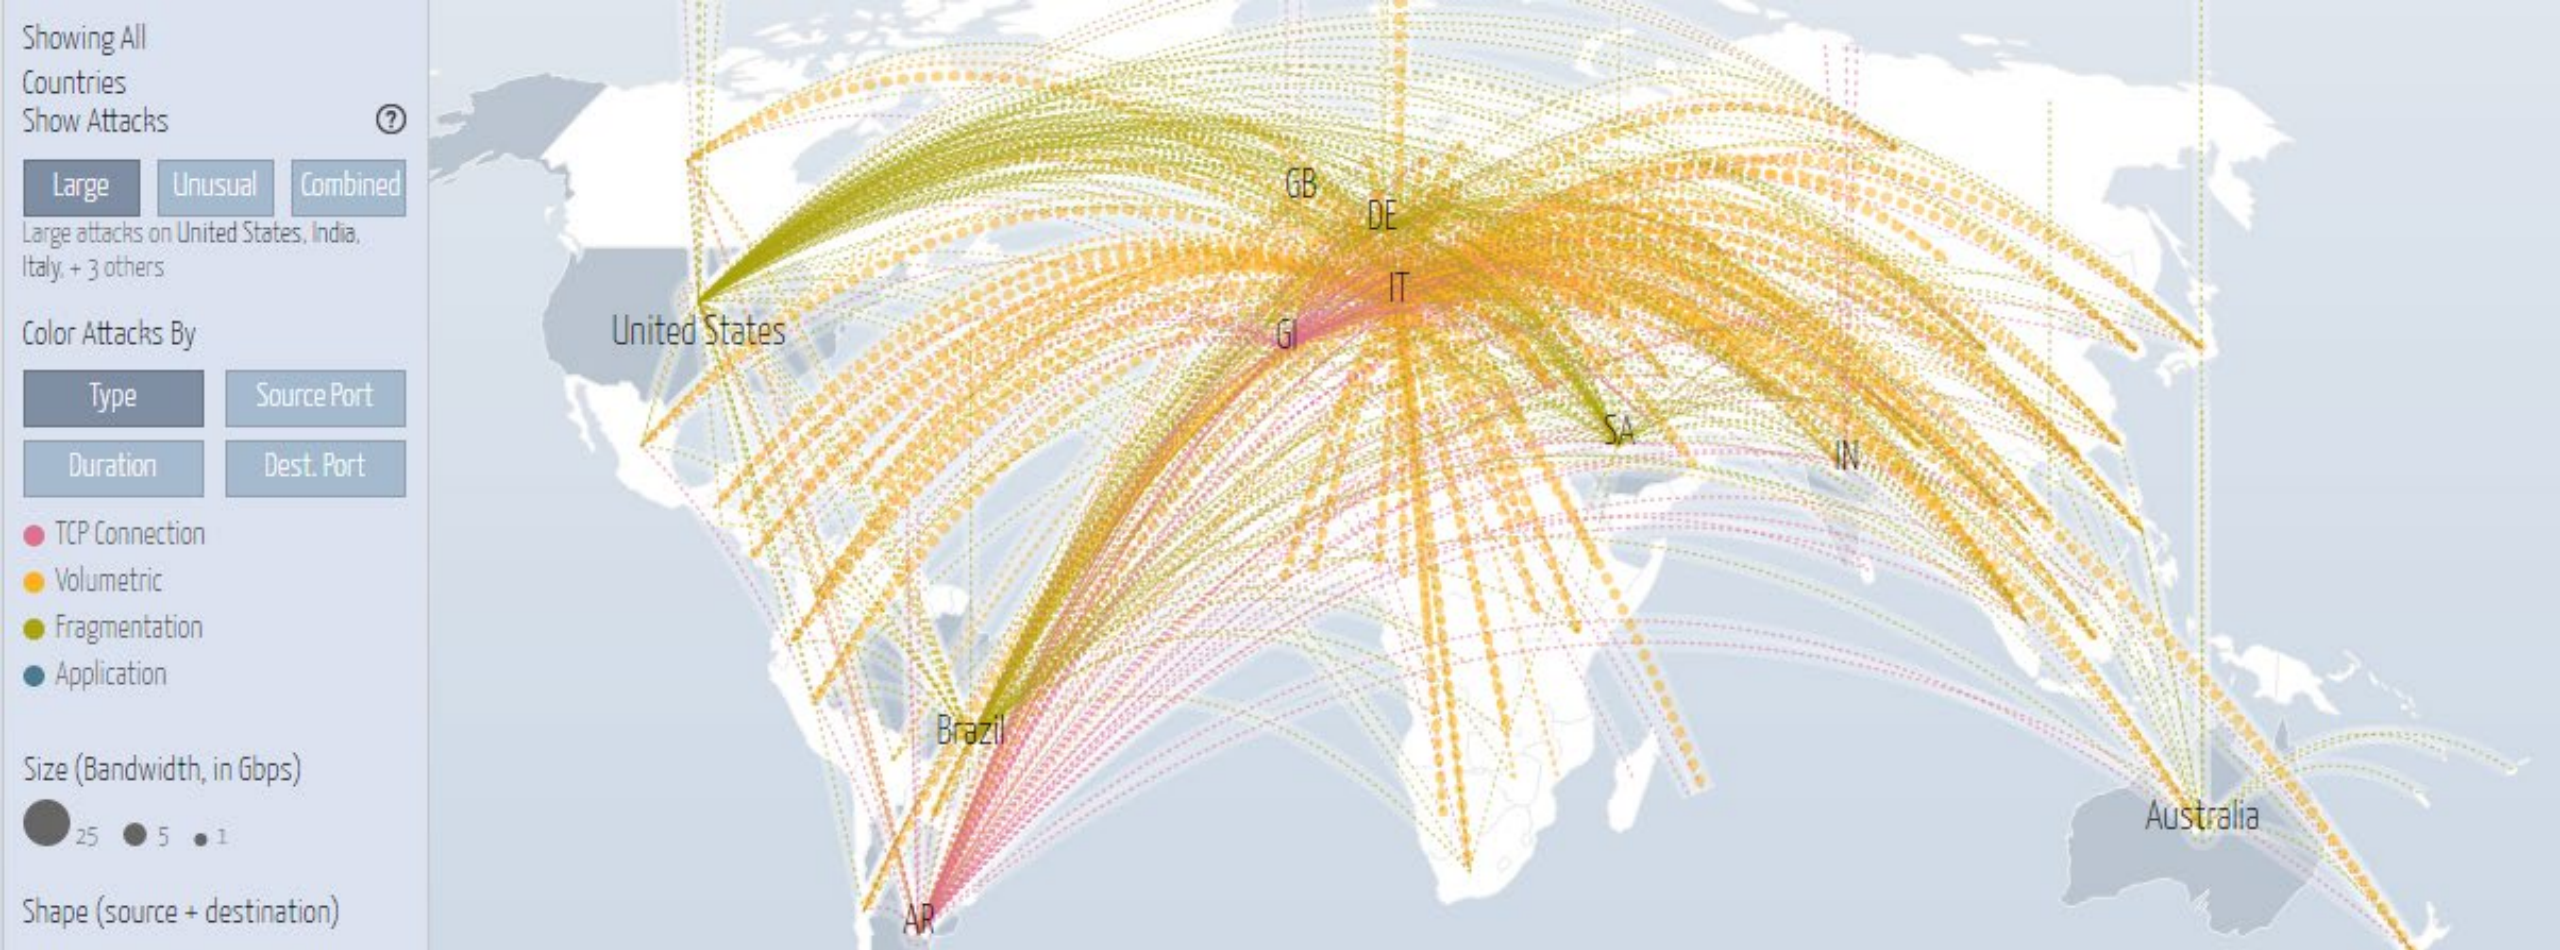 Showing All
Countries
Show Attacks ?
Large Unusual Combined
Large attacks on United States, India,
Italy, + 3 others
Color Attacks By
Type Source Port
Duration Dest. Port
TCP Connection
Volumetric
Fragmentation
Application
Size (Bandwidth, in Gbps)
25 5 1
Shape (source + destination)
GB
DE
IT
United States
GI
SA
IN
Brazil
Australia
AR